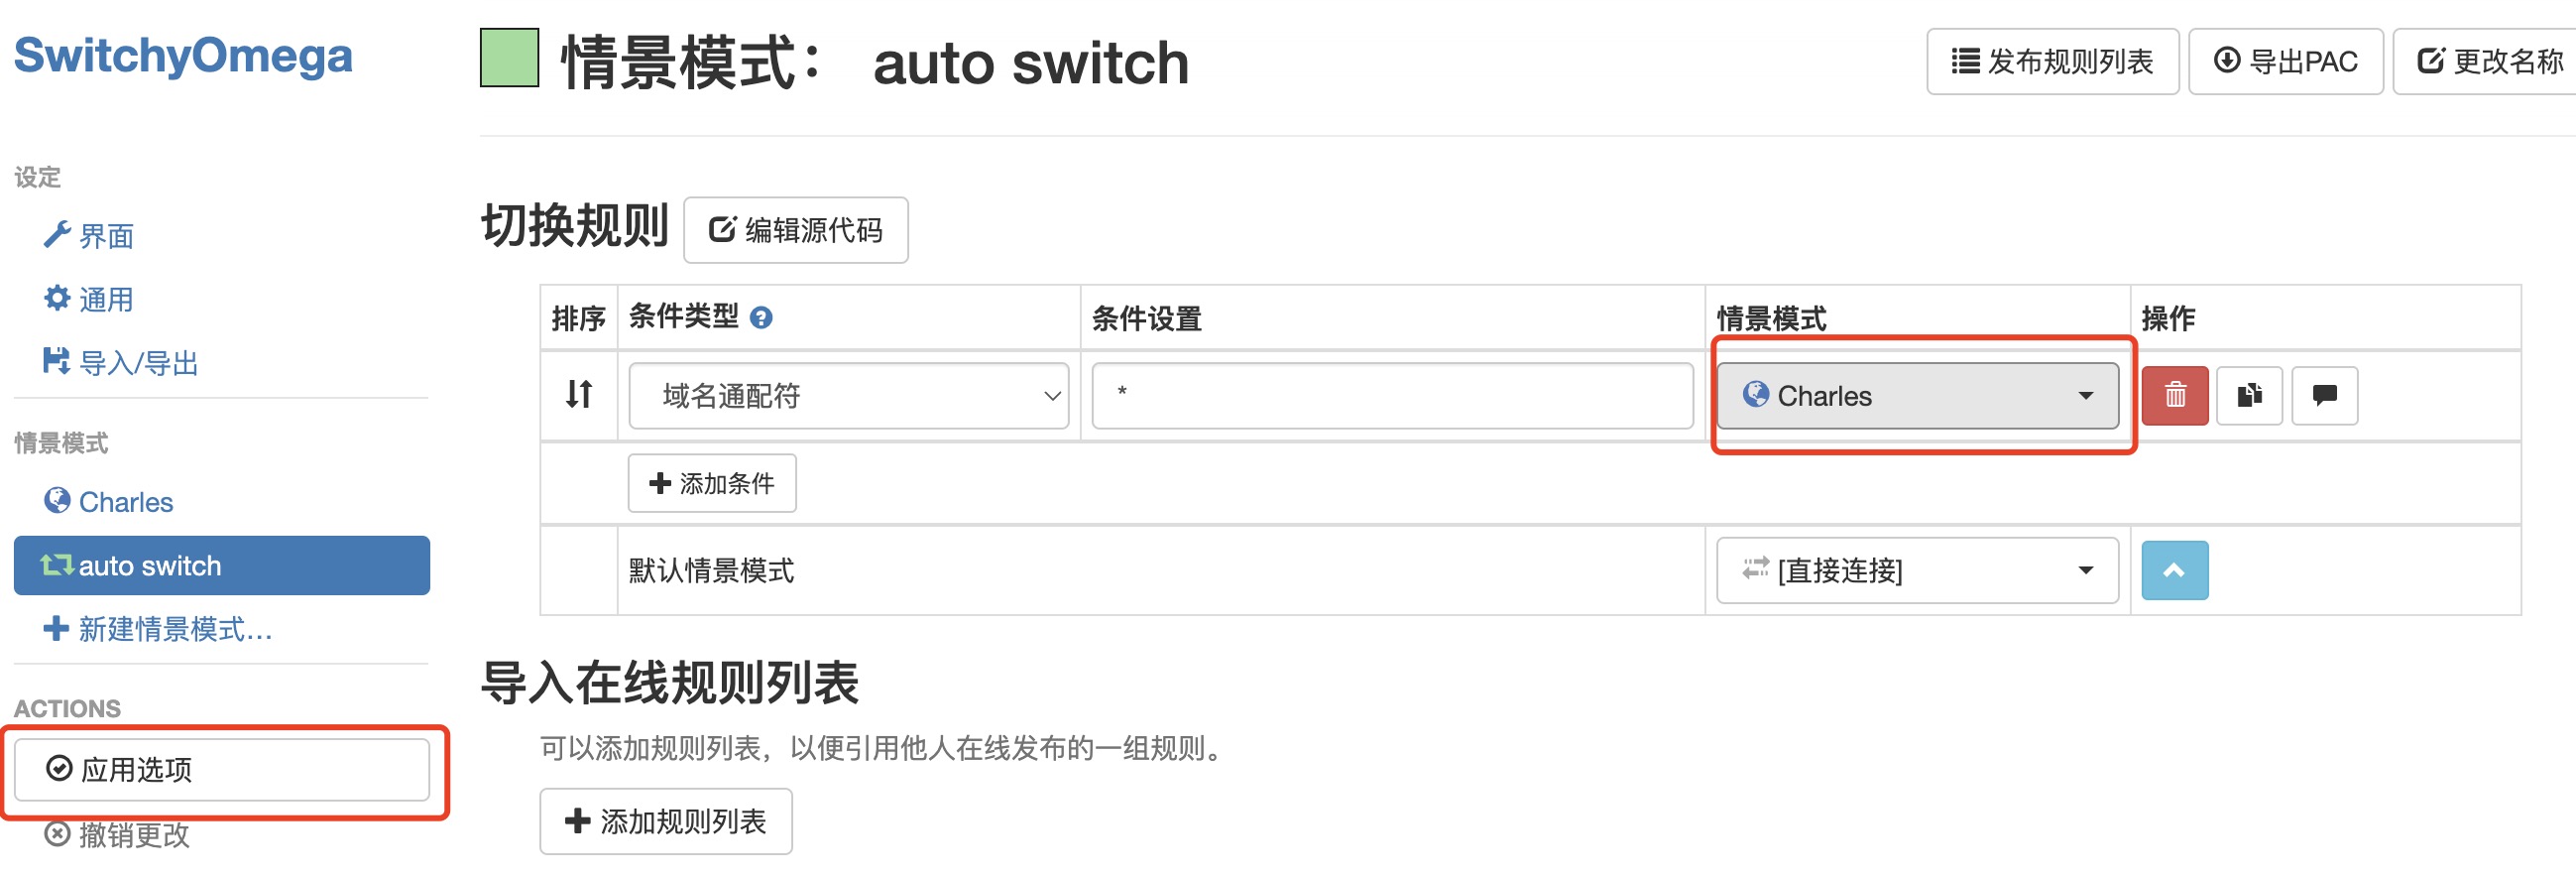 SwitchyOmega
情景模式： auto switch
发布规则列表
导出PAC
更改名称
设定
界面
通用
导入/导出
情景模式
Charles
auto switch
新建情景模式...
ACTIONS
应用选项
撤销更改
切换规则
编辑源代码
排序 条件类型 条件设置 情景模式 操作
域名通配符 * Charles
添加条件
默认情景模式 [直接连接]
导入在线规则列表
可以添加规则列表，以便引用他人在线发布的一组规则。
添加规则列表